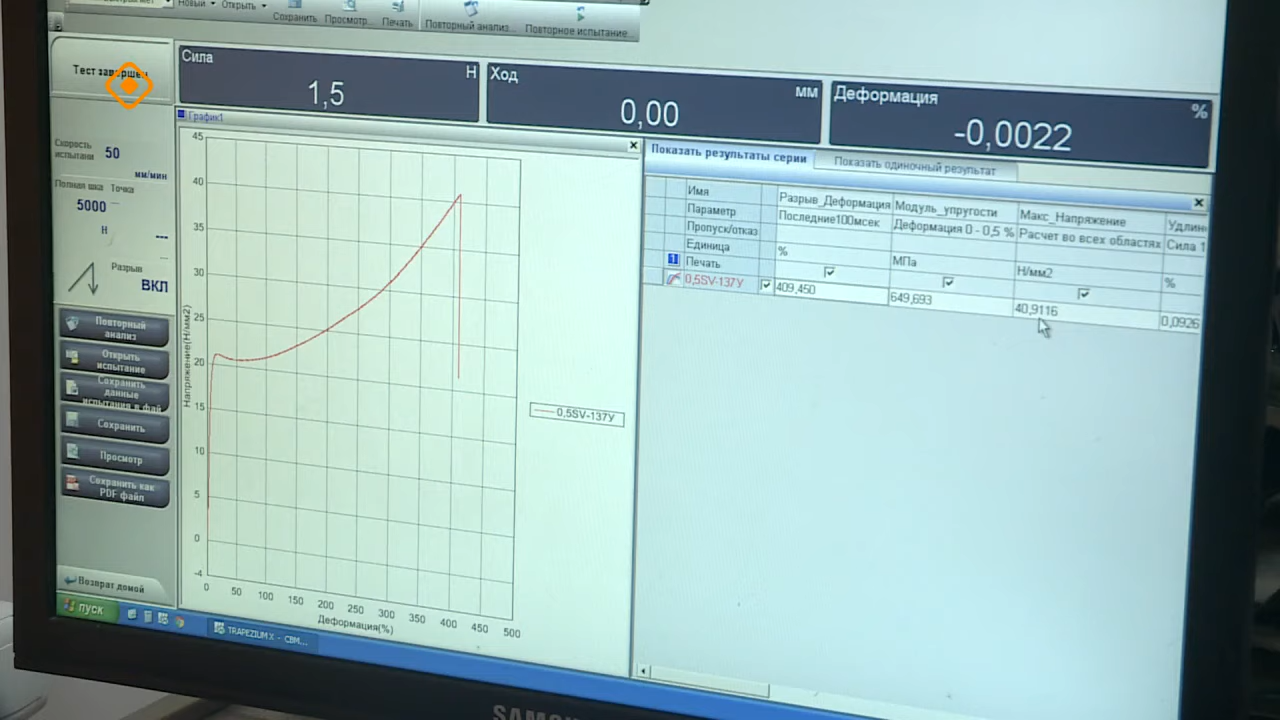 Новый Открыть
Сохранить Просмотр... Печать Повторный анализ... Повторное испытание...
Тест завершен
Сила
Н
1,5
Ход
мм
0,00
Деформация
%
-0,0022
Скорость испытани 50
мм/мин
Полная шка Точка
5000
Н
---
Разрыв
ВКЛ
Повторный анализ
Открыть испытание
Сохранить данные испытания в фай
Сохранить
Просмотр
Сохранить как PDF файл
Возврат домой
График1
45
40
35
30
25
20
15
10
5
0
-4
Напряжение(Н/мм2)
0 50 100 150 200 250 300 350 400 450 500
Деформация(%)
0,5SV-137У
Показать результаты серии Показать одиночный результат
Имя Разрыв_Деформация Модуль_упругости Макс_Напряжение Удлин
Параметр Последние100мсек Деформация 0 - 0,5 % Расчет во всех областях Сила 1
Пропуск/отказ
Единица % МПа Н/мм2 %
1 Печать
0,5SV-137У 409,450 649,693 40,9116 0,0926
пуск
TRAPEZIUM X - СВМ...
SAMSU